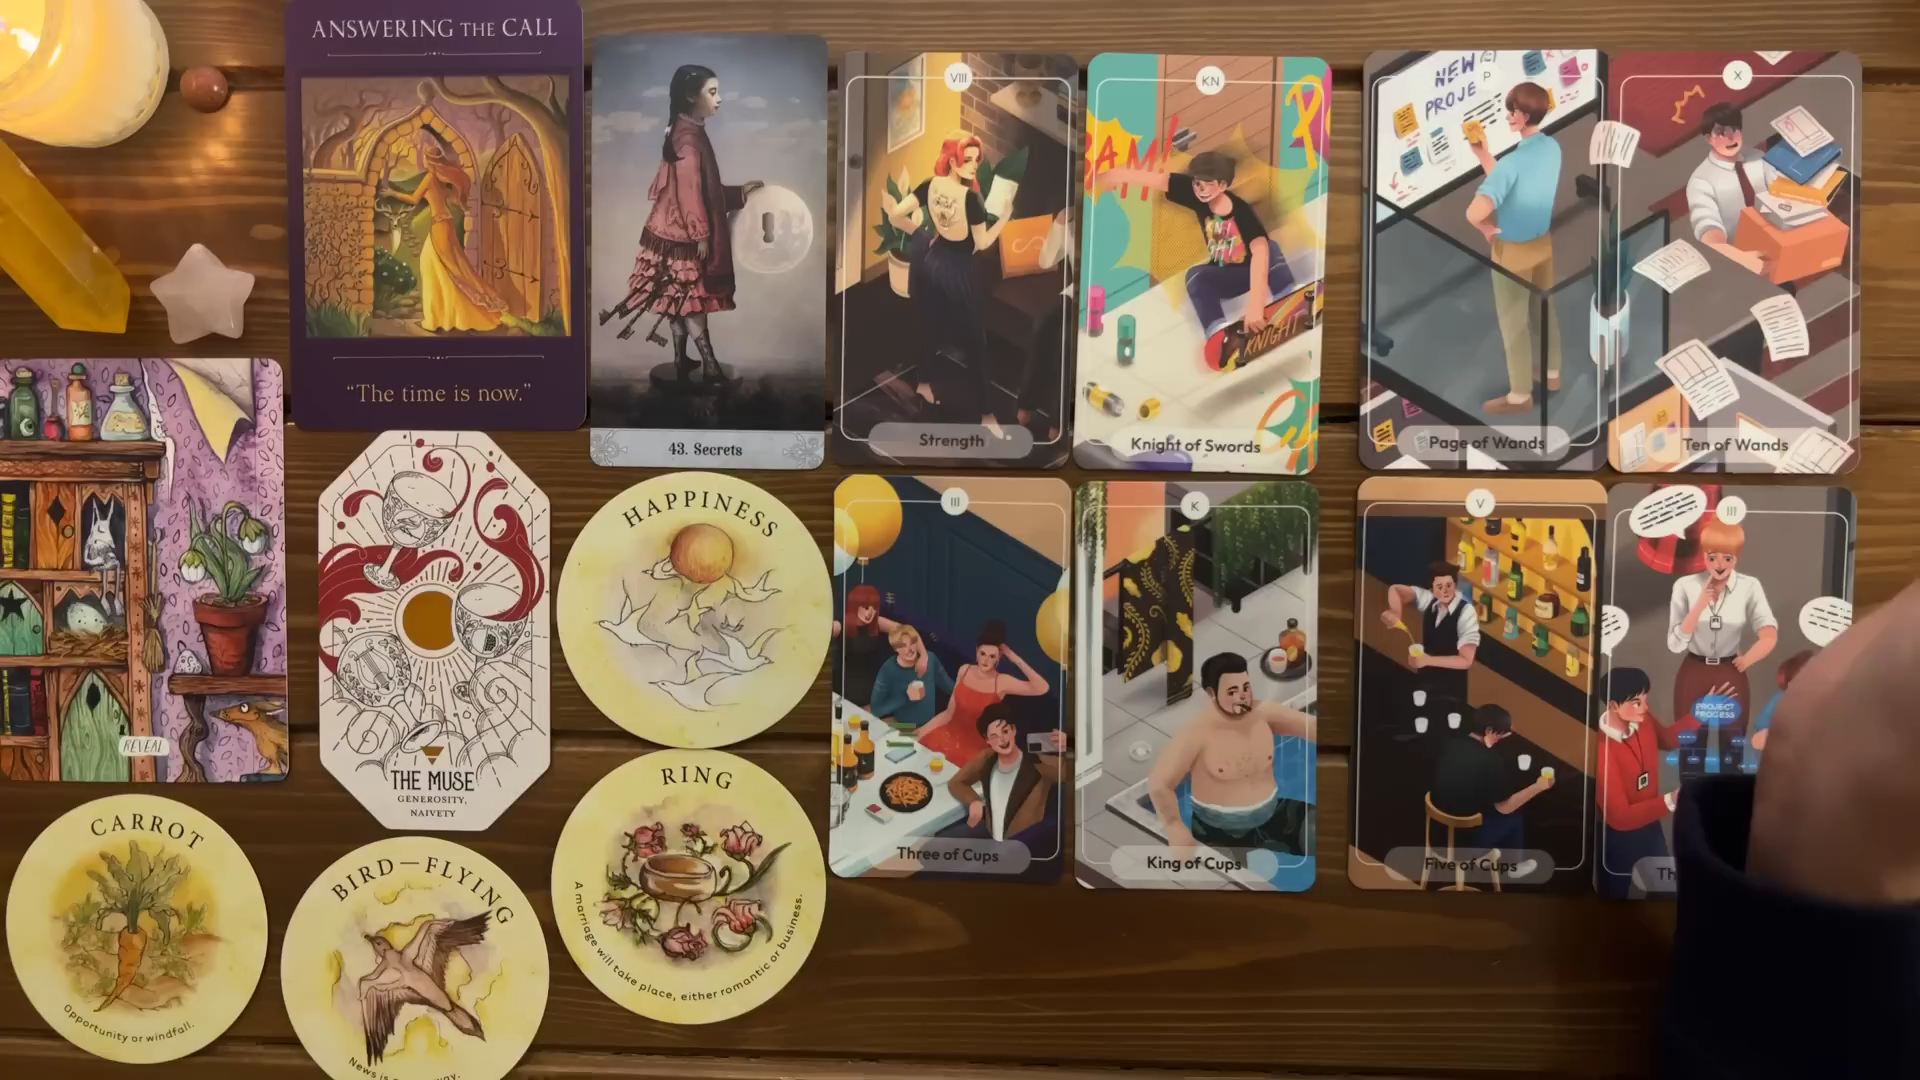 ANSWERING THE CALL
"The time is now."
43. Secrets
VIII
Strength
KN
BAM!
KNI
GHT
KNIGHT
Knight of Swords
NEW
PROJE
P
Page of Wands
X
Ten of Wands
REVEAL
THE MUSE
GENEROSITY,
NAIVETY
HAPPINESS
III
Three of Cups
K
King of Cups
V
Five of Cups
III
PROJECT
PROCESS
Th
CARROT
Opportunity or windfall.
BIRD—FLYING
News is
way.
RING
A marriage will take place, either romantic or business.